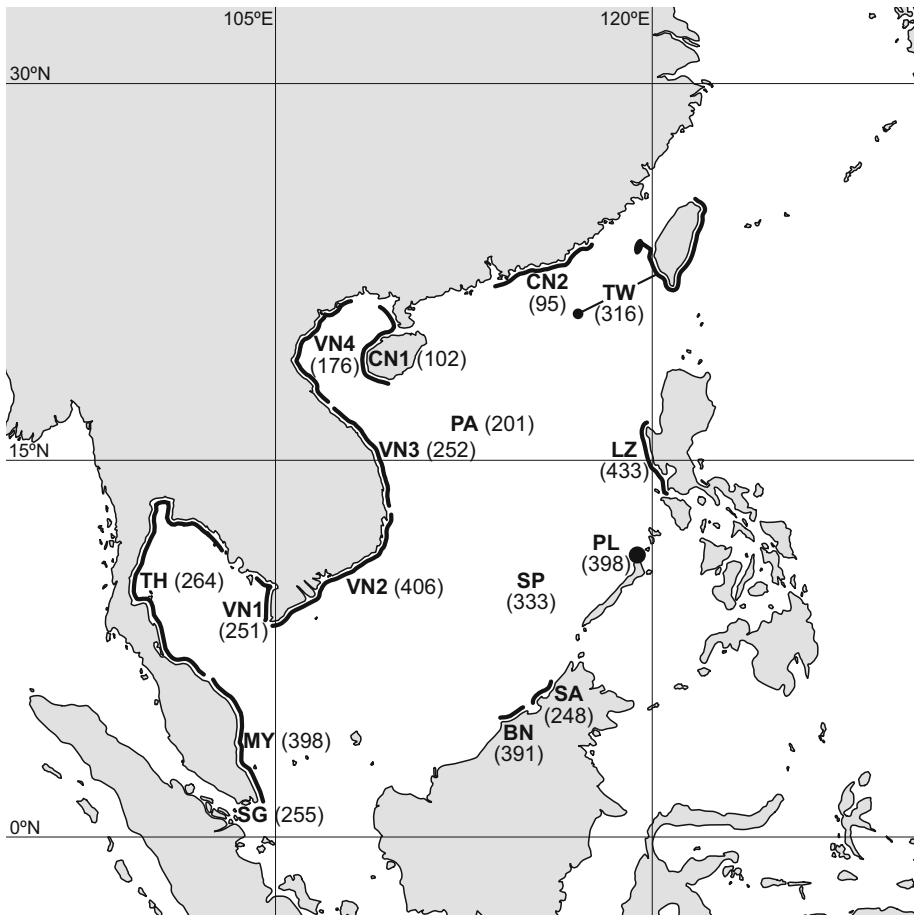 105ºE
120ºE
30ºN
CN2
(95)
TW
(316)
VN4
(176)
CN1 (102)
PA (201)
15ºN
VN3 (252)
LZ
(433)
PL
(398)
TH (264)
SP
(333)
VN2 (406)
VN1
(251)
SA
(248)
BN
(391)
MY (398)
SG (255)
0ºN